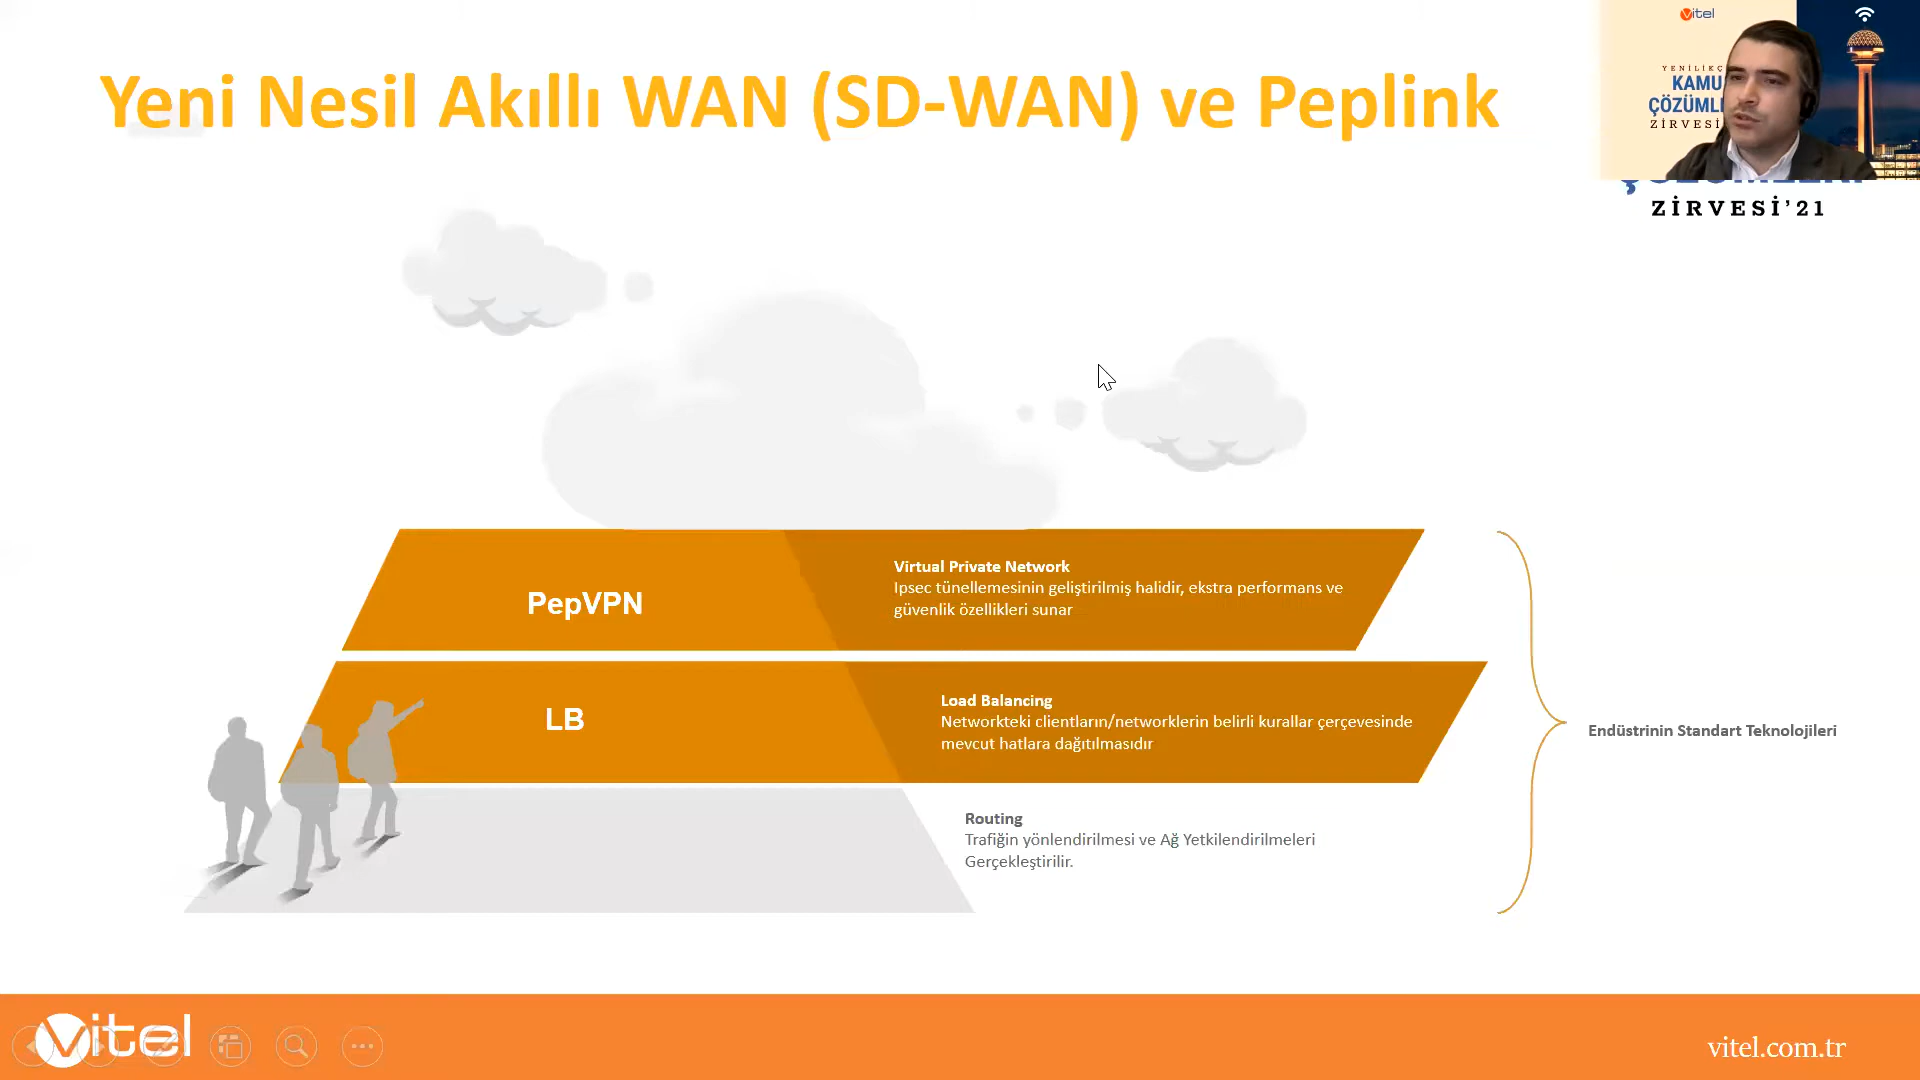 Yeni Nesil Akıllı WAN (SD-WAN) ve Peplink
vitel
KAMU
ZİRVESİ
ZİRVESİ'21
PepVPN
Virtual Private Network
Ipsec tünellemesinin geliştirilmiş halidir, ekstra performans ve
güvenlik özellikleri sunar
LB
Load Balancing
Networkteki clientların/networklerin belirli kurallar çerçevesinde
mevcut hatlara dağıtılmasıdır
Endüstrinin Standart Teknolojileri
Routing
Trafiğin yönlendirilmesi ve Ağ Yetkilendirilmeleri
Gerçekleştirilir.
vitel
vitel.com.tr